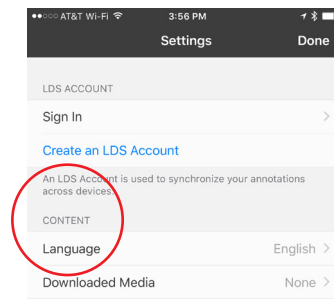 AT&T Wi-Fi 3:56 PM
Settings Done
LDS ACCOUNT
Sign In
Create an LDS Account
An LDS Account is used to synchronize your annotations
across devices.
CONTENT
Language English
Downloaded Media None